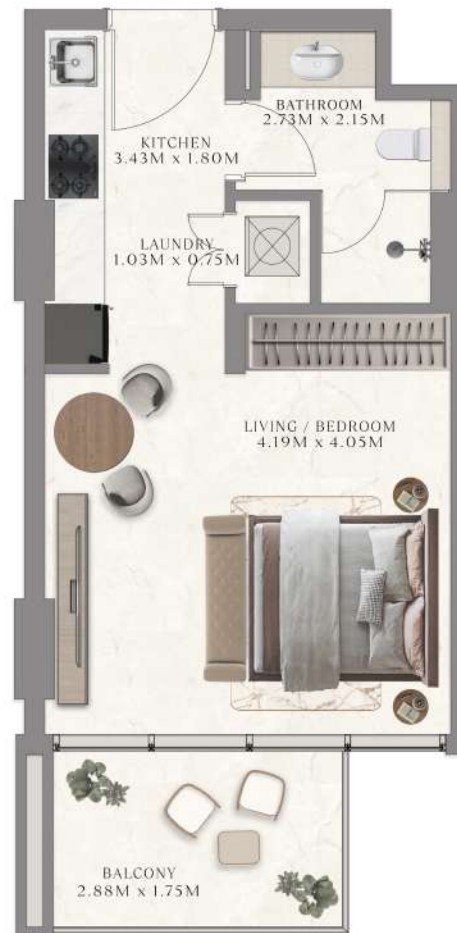 BATHROOM
2.73M x 2.15M
KITCHEN
3.43M x 1.80M
LAUNDRY
1.03M x 0.75M
LIVING / BEDROOM
4.19M x 4.05M
BALCONY
2.88M x 1.75M